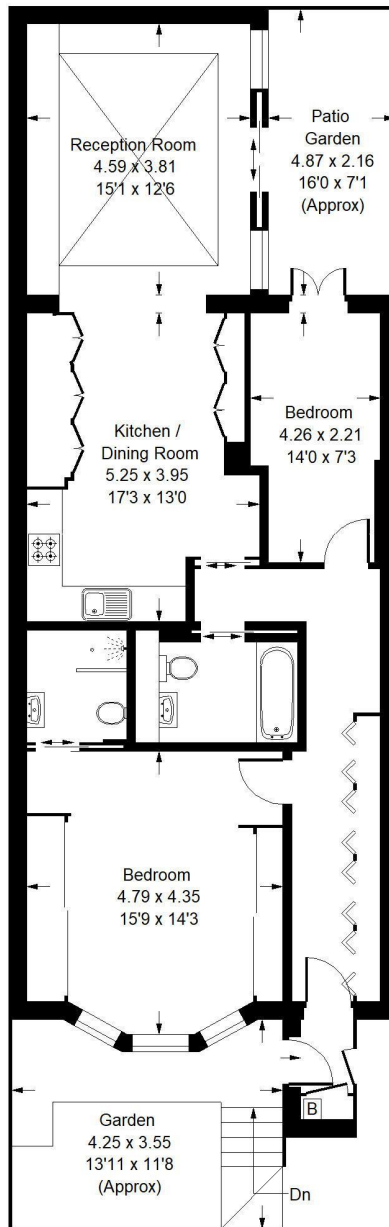 Reception Room
4.59 x 3.81
15'1 x 12'6
Patio
Garden
4.87 x 2.16
16'0 x 7'1
(Approx)
Kitchen /
Dining Room
5.25 x 3.95
17'3 x 13'0
Bedroom
4.26 x 2.21
14'0 x 7'3
Bedroom
4.79 x 4.35
15'9 x 14'3
B
Garden
4.25 x 3.55
13'11 x 11'8
(Approx)
Dn